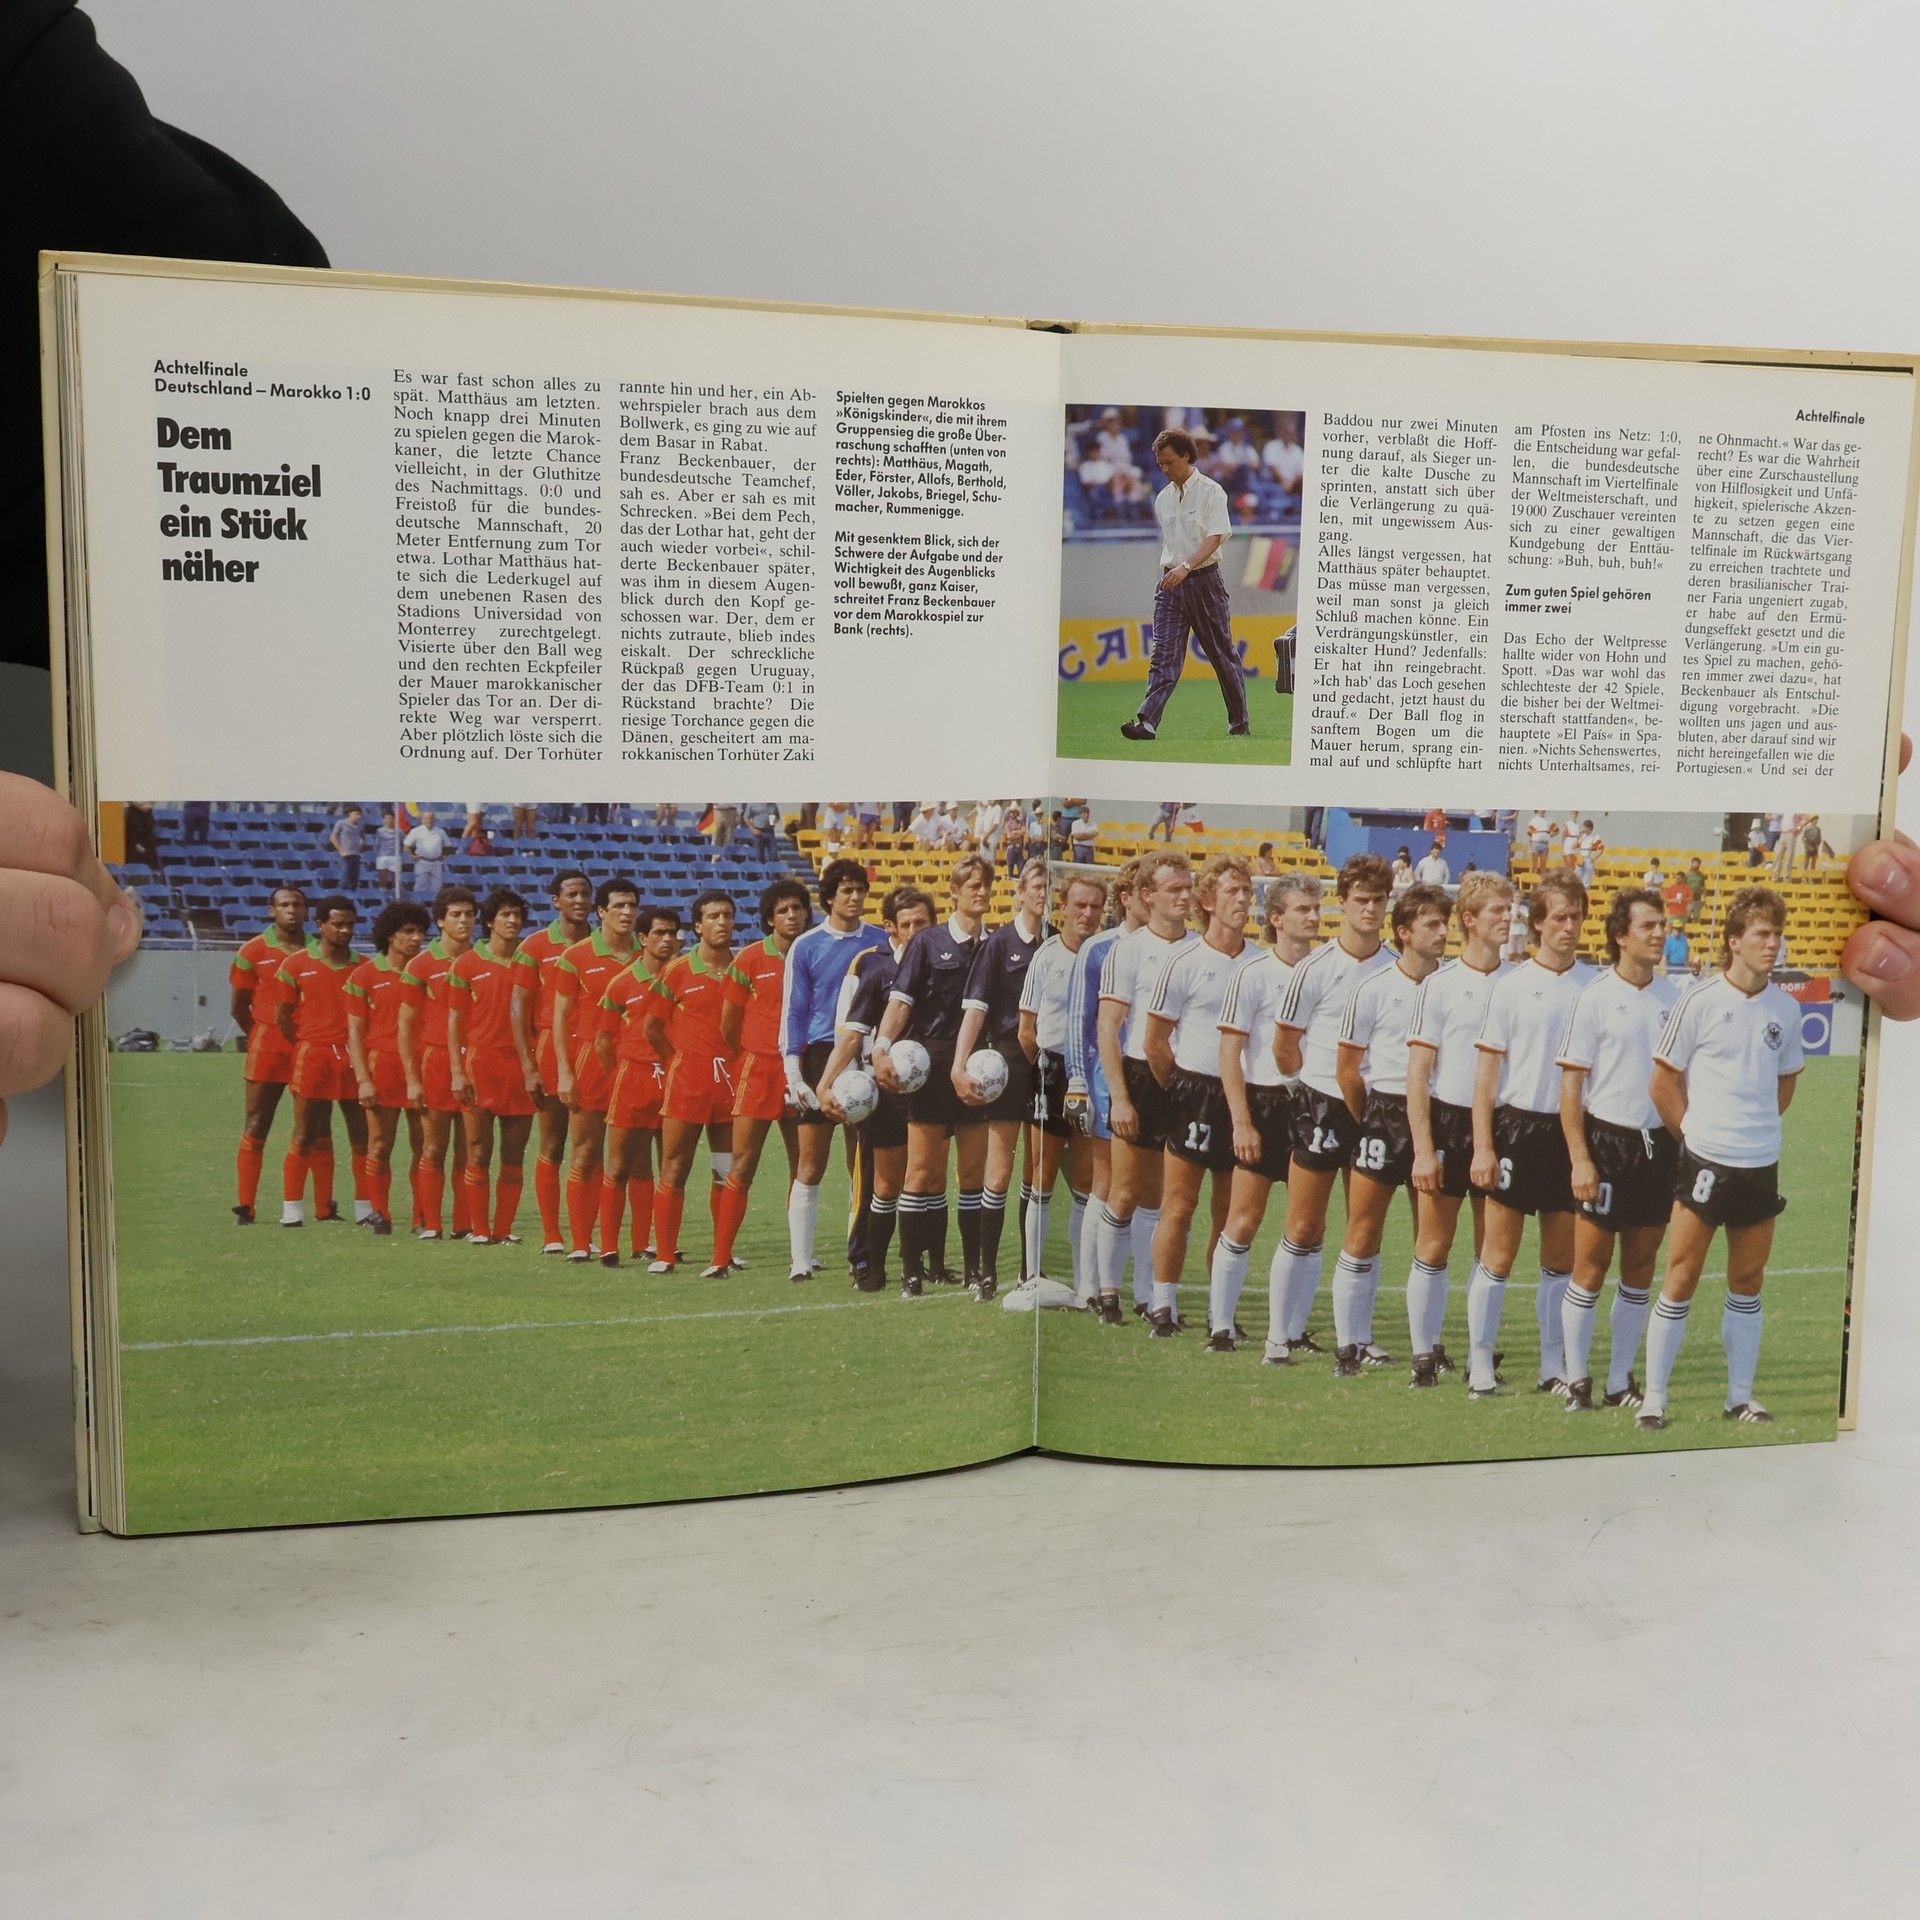 Achtelfinale
Deutschland – Marokko 1:0
Dem
Traumziel
ein Stück
näher
Es war fast schon alles zu
spät. Matthäus am letzten.
Noch knapp drei Minuten
zu spielen gegen die Marok-
kaner, die letzte Chance
vielleicht, in der Gluthitze
des Nachmittags. 0:0 und
Freistoß für die bundes-
deutsche Mannschaft, 20
Meter Entfernung zum Tor
etwa. Lothar Matthäus hat-
te sich die Lederkugel auf
dem unebenen Rasen des
Stadions Universidad von
Monterrey zurechtgelegt.
Visierte über den Ball weg
und den rechten Eckpfeiler
der Mauer marokkanischer
Spieler das Tor an. Der di-
rekte Weg war versperrt.
Aber plötzlich löste sich die
Ordnung auf. Der Torhüter
rannte hin und her, ein Ab-
wehrspieler brach aus dem
Bollwerk, es ging zu wie auf
dem Basar in Rabat.
Franz Beckenbauer, der
bundesdeutsche Teamchef,
sah es. Aber er sah es mit
Schrecken. »Bei dem Pech,
das der Lothar hat, geht der
auch wieder vorbei«, schil-
derte Beckenbauer später,
was ihm in diesem Augen-
blick durch den Kopf ge-
schossen war. Der, dem er
nichts zutraute, blieb indes
eiskalt. Der schreckliche
Rückpaß gegen Uruguay,
der das DFB-Team 0:1 in
Rückstand brachte? Die
riesige Torchance gegen die
Dänen, gescheitert am ma-
rokkanischen Torhüter Zaki
Spielten gegen Marokkos
»Königskinder«, die mit ihrem
Gruppensieg die große Über-
raschung schafften (unten von
rechts): Matthäus, Magath,
Eder, Förster, Allofs, Berthold,
Völler, Jakobs, Briegel, Schu-
macher, Rummenigge.
Mit gesenktem Blick, sich der
Schwere der Aufgabe und der
Wichtigkeit des Augenblicks
voll bewußt, ganz Kaiser,
schreitet Franz Beckenbauer
vor dem Marokkospiel zur
Bank (rechts).
CAMEL
Baddou nur zwei Minuten
vorher, verblaßt die Hoff-
nung darauf, als Sieger un-
ter die kalte Dusche zu
sprinten, anstatt sich über
die Verlängerung zu quä-
len, mit ungewissem Aus-
gang.
Alles längst vergessen, hat
Matthäus später behauptet.
Das müsse man vergessen,
weil man sonst ja gleich
Schluß machen könne. Ein
Verdrängungskünstler, ein
eiskalter Hund? Jedenfalls:
Er hat ihn reingebracht.
»Ich hab' das Loch gesehen
und gedacht, jetzt haust du
drauf.« Der Ball flog in
sanftem Bogen um die
Mauer herum, sprang ein-
mal auf und schlüpfte hart
am Pfosten ins Netz: 1:0,
die Entscheidung war gefal-
len, die bundesdeutsche
Mannschaft im Viertelfinale
der Weltmeisterschaft, und
19 000 Zuschauer vereinten
sich zu einer gewaltigen
Kundgebung der Enttäu-
schung: »Buh, buh, buh!«
Zum guten Spiel gehören
immer zwei
Das Echo der Weltpresse
hallte wider von Hohn und
Spott. »Das war wohl das
schlechteste der 42 Spiele,
die bisher bei der Weltmei-
sterschaft stattfanden«, be-
hauptete »El País« in Spa-
nien. »Nichts Sehenswertes,
nichts Unterhaltsames, rei-
Achtelfinale
ne Ohnmacht.« War das ge-
recht? Es war die Wahrheit
über eine Zurschaustellung
von Hilflosigkeit und Unfä-
higkeit, spielerische Akzen-
te zu setzen gegen eine
Mannschaft, die das Vier-
telfinale im Rückwärtsgang
zu erreichen trachtete und
deren brasilianischer Trai-
ner Faria ungeniert zugab,
er habe auf den Ermü-
dungseffekt gesetzt und die
Verlängerung. »Um ein gu-
tes Spiel zu machen, gehö-
ren immer zwei dazu«, hat
Beckenbauer als Entschul-
digung vorgebracht. »Die
wollten uns jagen und aus-
bluten, aber darauf sind wir
nicht hereingefallen wie die
Portugiesen.« Und sei der
17
14
19
6
10
8